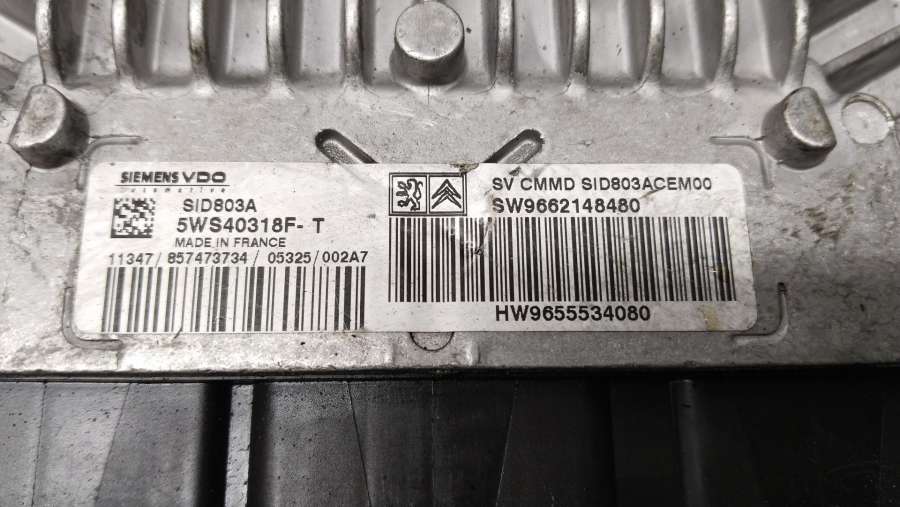 SIEMENS VDO
Automotive
SID803A
5WS40318F- T
MADE IN FRANCE
11347/ 857473734 / 05325 /002A7
SV CMMD SID803ACEM00
SW9662148480
HW9655534080